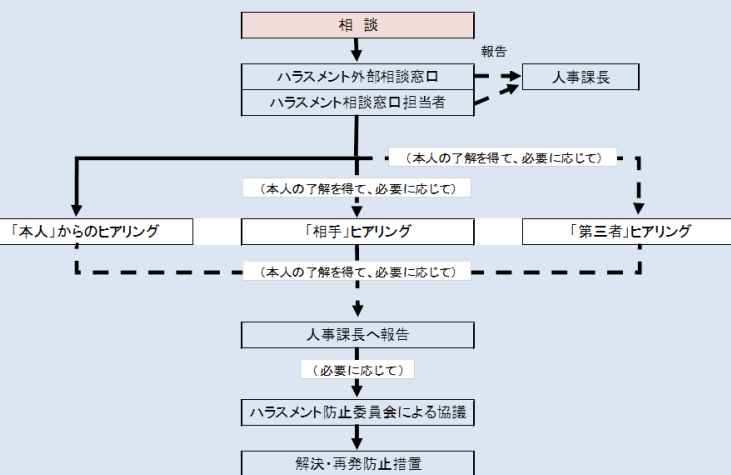 相 談
報告
ハラスメント外部相談窓口
人事課長
ハラスメント相談窓口担当者
（本人の了解を得て、必要に応じて）
（本人の了解を得て、必要に応じて）
「本人」からのヒアリング
「相手」ヒアリング
「第三者」ヒアリング
（本人の了解を得て、必要に応じて）
人事課長へ報告
（必要に応じて）
ハラスメント防止委員会による協議
解決・再発防止措置